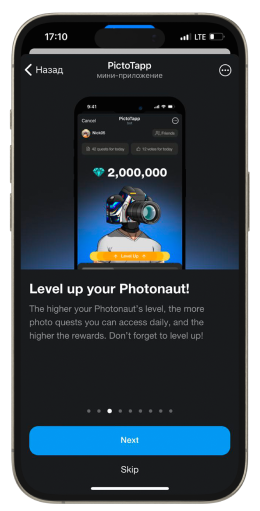 17:10
LTE
Назад
PictoTapp
мини-приложение
9:41
Cancel
PictoTapp
Friends
42 quests for today
12 votes for today
2,000,000
Level Up
Level up your Photonaut!
The higher your Photonaut's level, the more
photo quests you can access daily, and the
higher the rewards. Don't forget to level up!
Next
Skip